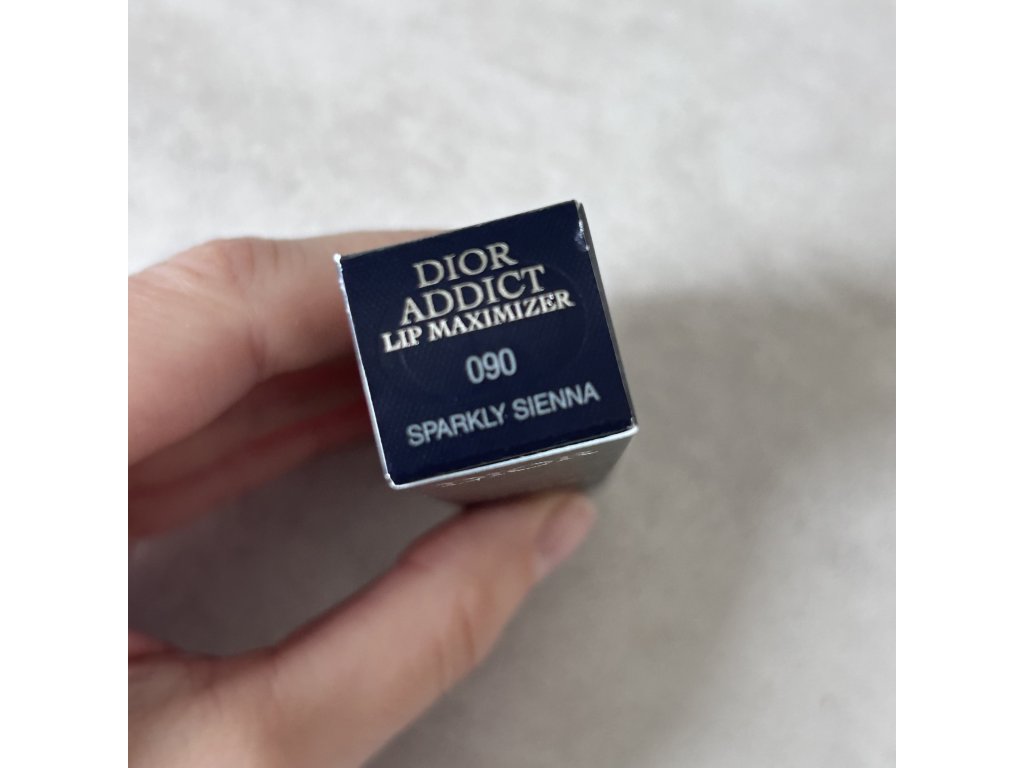 DIOR
ADDICT
LIP MAXIMIZER
090
SPARKLY SIENNA